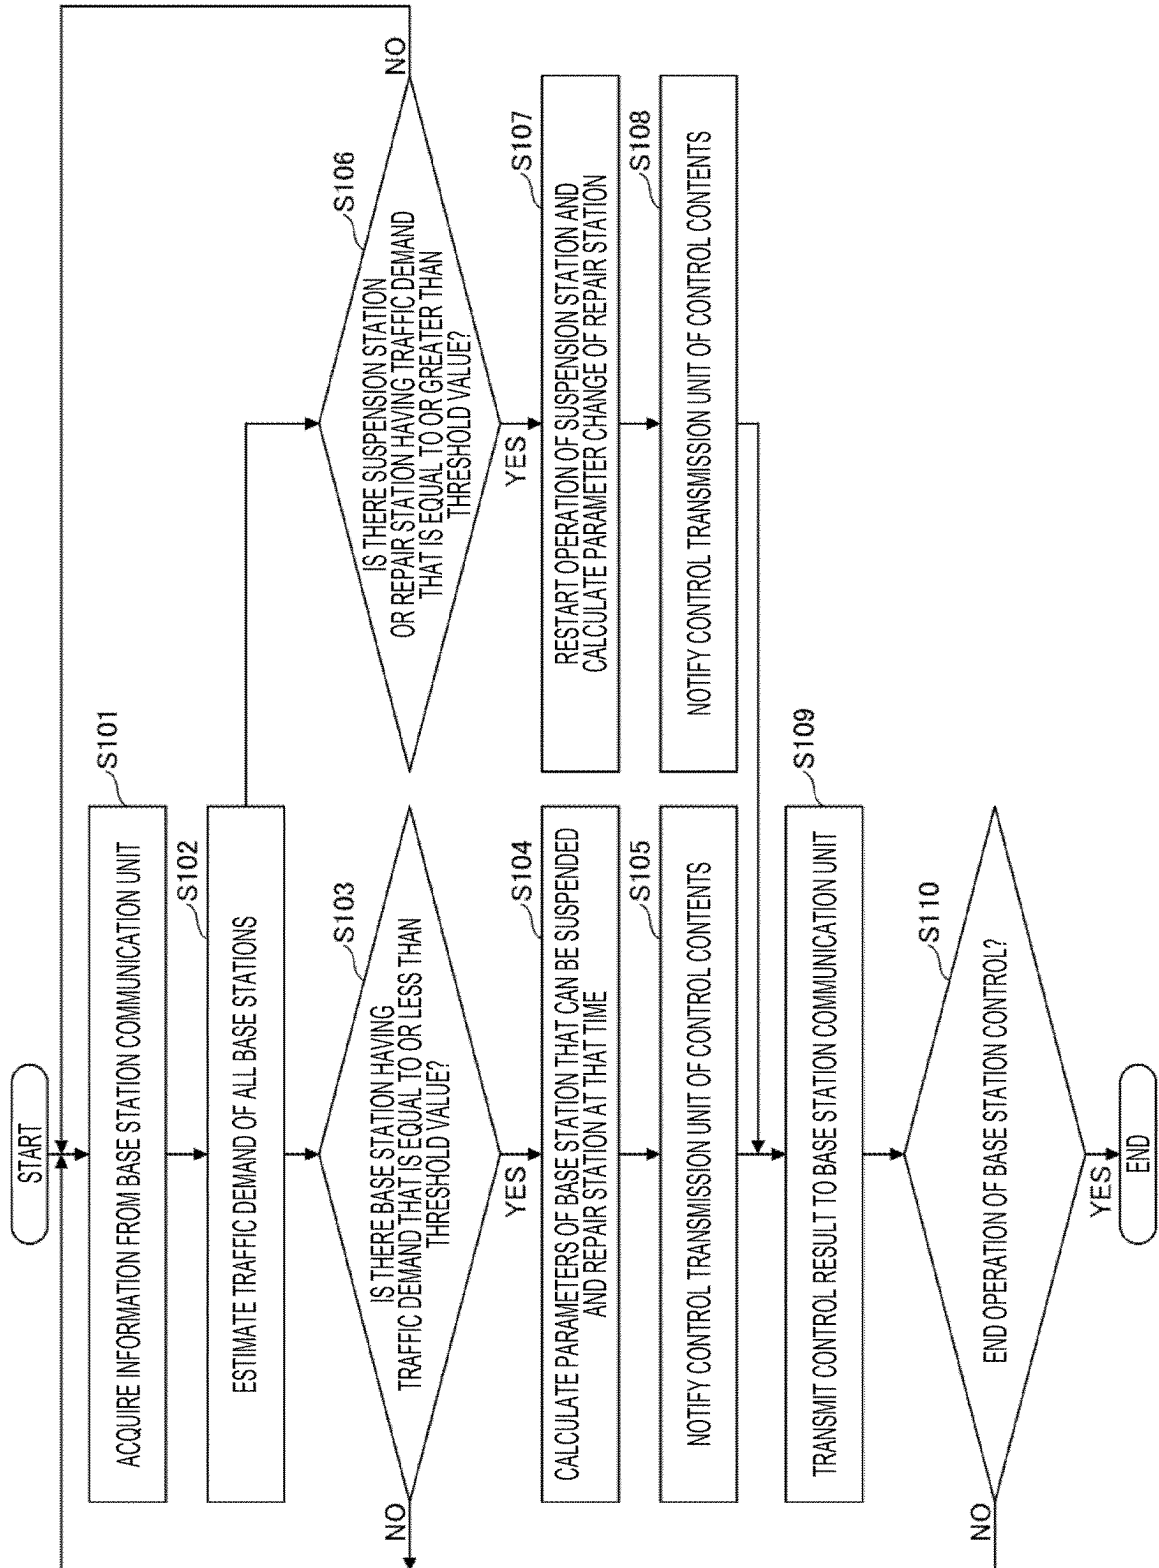 START
S101
ACQUIRE INFORMATION FROM BASE STATION COMMUNICATION UNIT
S102
ESTIMATE TRAFFIC DEMAND OF ALL BASE STATIONS
S103
IS THERE BASE STATION HAVING
TRAFFIC DEMAND THAT IS EQUAL TO OR LESS THAN
THRESHOLD VALUE?
NO
YES
S104
CALCULATE PARAMETERS OF BASE STATION THAT CAN BE SUSPENDED
AND REPAIR STATION AT THAT TIME
S105
NOTIFY CONTROL TRANSMISSION UNIT OF CONTROL CONTENTS
S106
IS THERE SUSPENSION STATION
OR REPAIR STATION HAVING TRAFFIC DEMAND
THAT IS EQUAL TO OR GREATER THAN
THRESHOLD VALUE?
NO
YES
S107
RESTART OPERATION OF SUSPENSION STATION AND
CALCULATE PARAMETER CHANGE OF REPAIR STATION
S108
NOTIFY CONTROL TRANSMISSION UNIT OF CONTROL CONTENTS
S109
TRANSMIT CONTROL RESULT TO BASE STATION COMMUNICATION UNIT
S110
END OPERATION OF BASE STATION CONTROL?
NO
YES
END